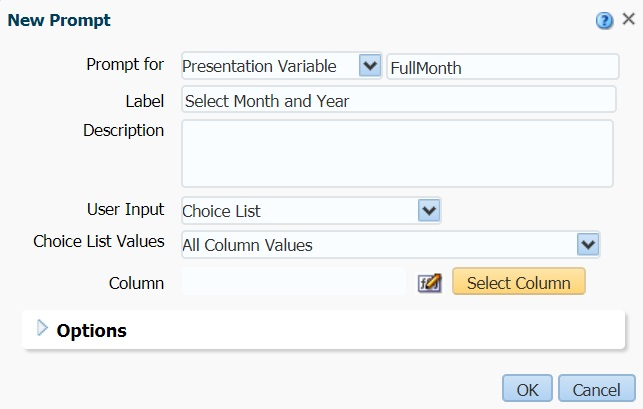 New Prompt
Prompt for Presentation Variable FullMonth
Label Select Month and Year
Description
User Input Choice List
Choice List Values All Column Values
Column Select Column
Options
OK Cancel